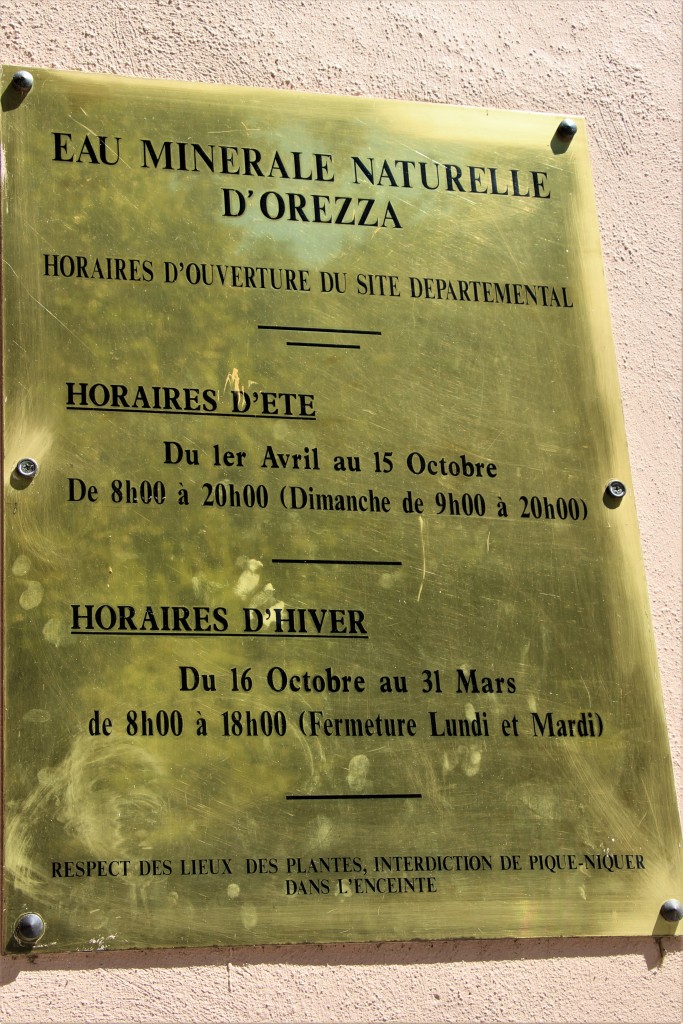 EAU MINERALE NATURELLE
D'OREZZA
HORAIRES D'OUVERTURE DU SITE DEPARTEMENTAL
HORAIRES D'ETE
Du 1er Avril au 15 Octobre
De 8h00 à 20h00 (Dimanche de 9h00 à 20h00)
HORAIRES D'HIVER
Du 16 Octobre au 31 Mars
de 8h00 à 18h00 (Fermeture Lundi et Mardi)
RESPECT DES LIEUX DES PLANTES, INTERDICTION DE PIQUE-NIQUER
DANS L'ENCEINTE